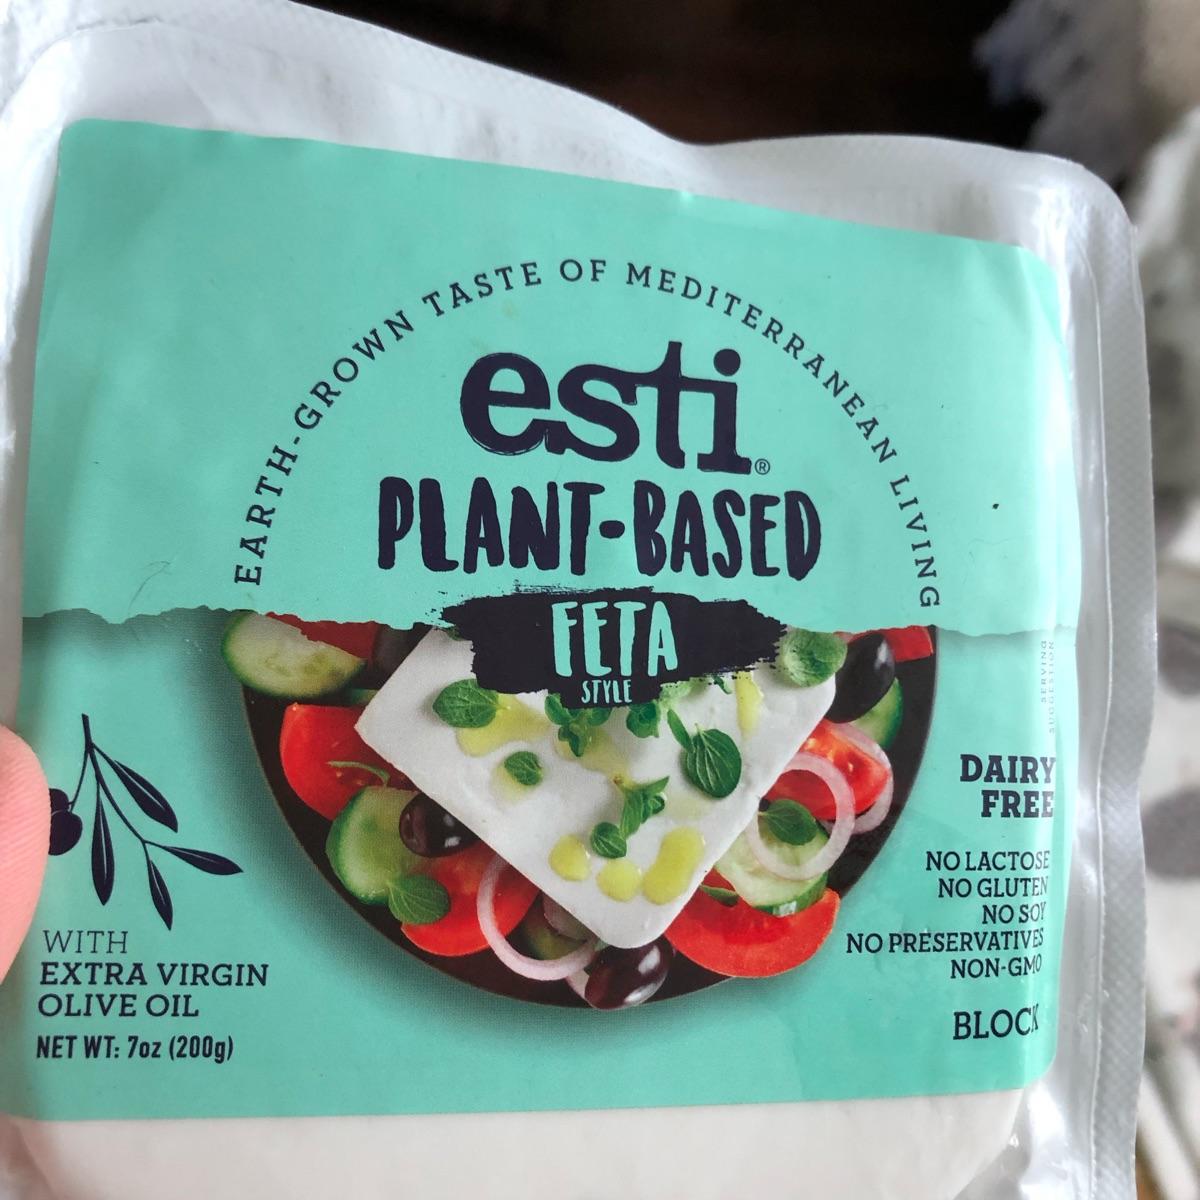 EARTH-GROWN TASTE OF MEDITERRANEAN LIVING
esti®
PLANT-BASED
FETA
STYLE
SERVING
SUGGESTION
DAIRY
FREE
NO LACTOSE
NO GLUTEN
NO SOY
NO PRESERVATIVES
NON-GMO
BLOCK
WITH
EXTRA VIRGIN
OLIVE OIL
NET WT: 7oz (200g)